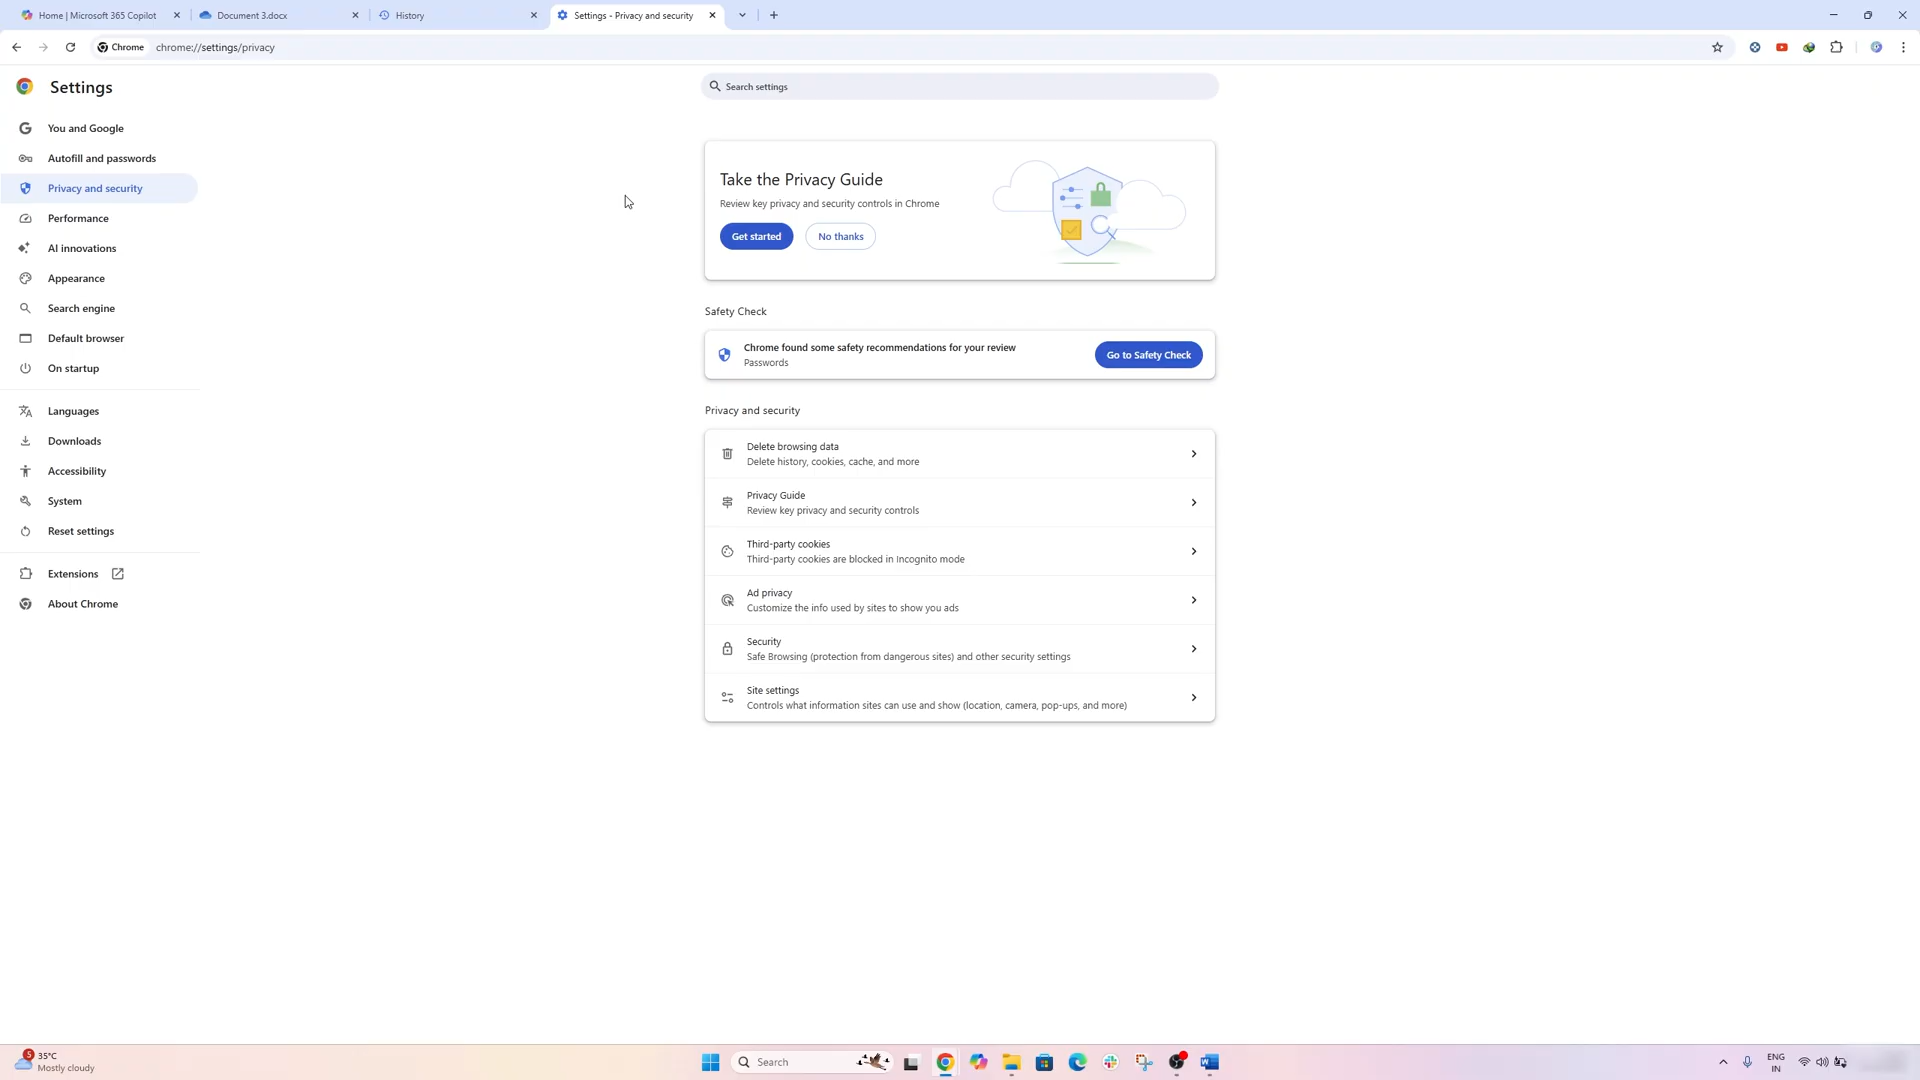 Home | Microsoft 365 Copilot
Document 3.docx
History
Settings - Privacy and security
Chrome
chrome://settings/privacy
Settings
Search settings
You and Google
Autofill and passwords
Privacy and security
Performance
AI innovations
Appearance
Search engine
Default browser
On startup
Languages
Downloads
Accessibility
System
Reset settings
Extensions
About Chrome
Take the Privacy Guide
Review key privacy and security controls in Chrome
Get started
No thanks
Safety Check
Chrome found some safety recommendations for your review
Passwords
Go to Safety Check
Privacy and security
Delete browsing data
Delete history, cookies, cache, and more
Privacy Guide
Review key privacy and security controls
Third-party cookies
Third-party cookies are blocked in Incognito mode
Ad privacy
Customize the info used by sites to show you ads
Security
Safe Browsing (protection from dangerous sites) and other security settings
Site settings
Controls what information sites can use and show (location, camera, pop-ups, and more)
5
35°C
Mostly cloudy
Search
ENG
IN